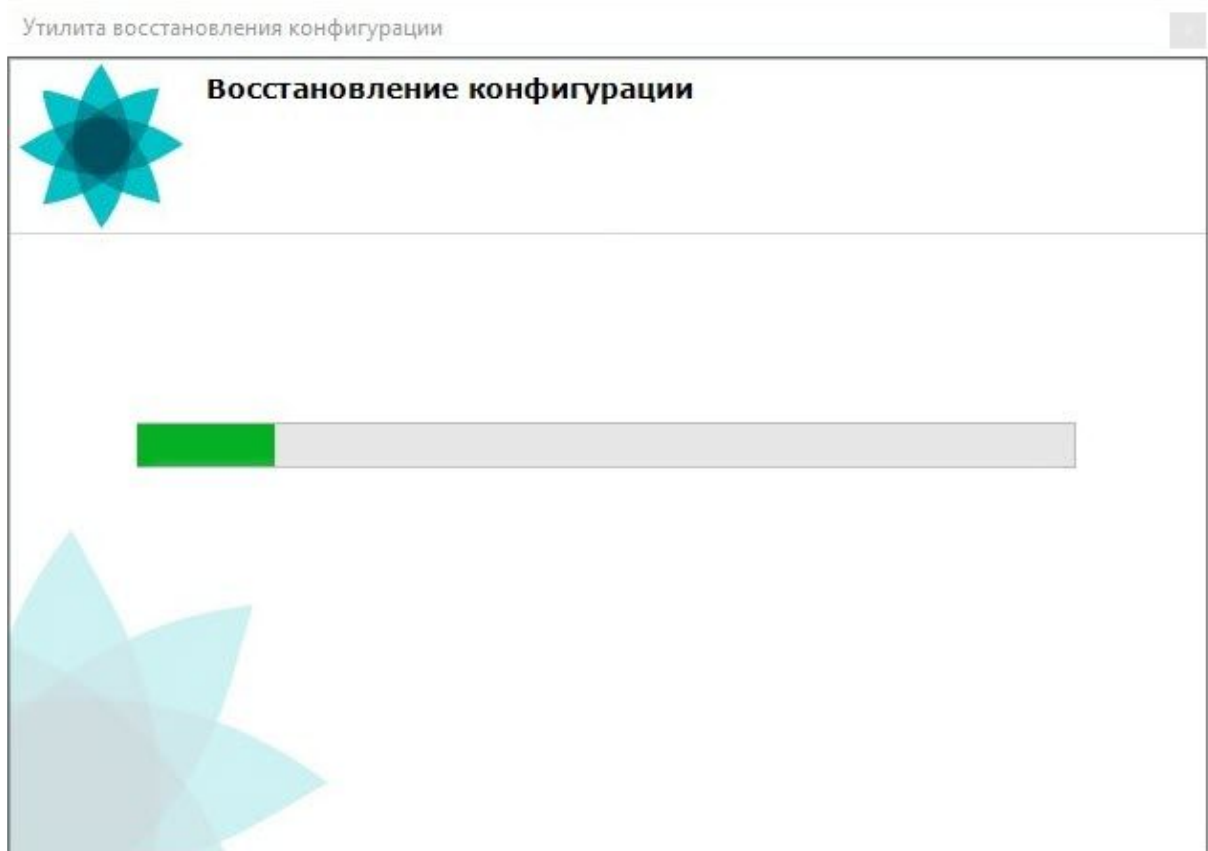 Утилита восстановления конфигурации
Восстановление конфигурации